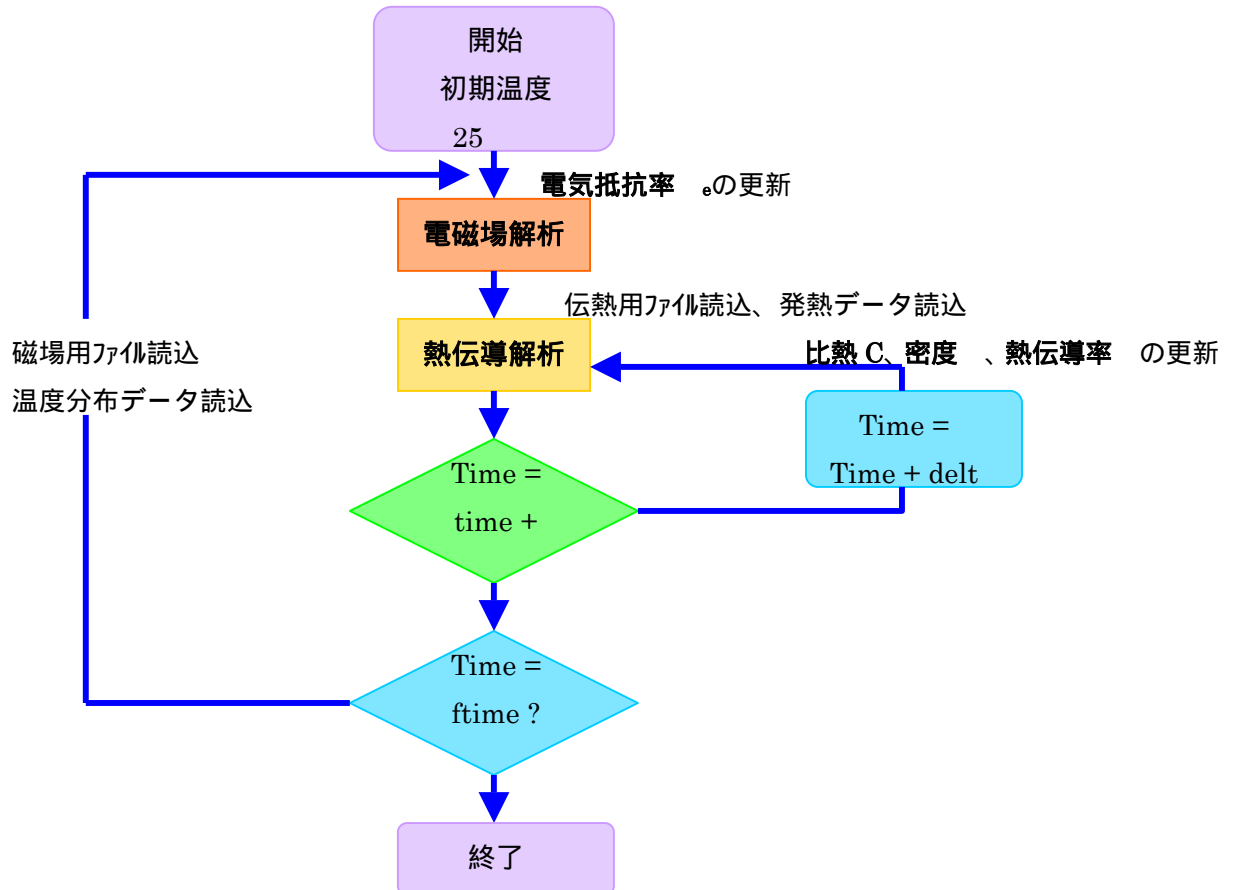 開始
初期温度
25
電気抵抗率 eの更新
電磁場解析
伝熱用ﾌｧｲﾙ読込、発熱データ読込
熱伝導解析
比熱 C、密度 、熱伝導率 の更新
磁場用ﾌｧｲﾙ読込
温度分布データ読込
Time =
Time + delt
Time =
time +
Time =
ftime ?
終了